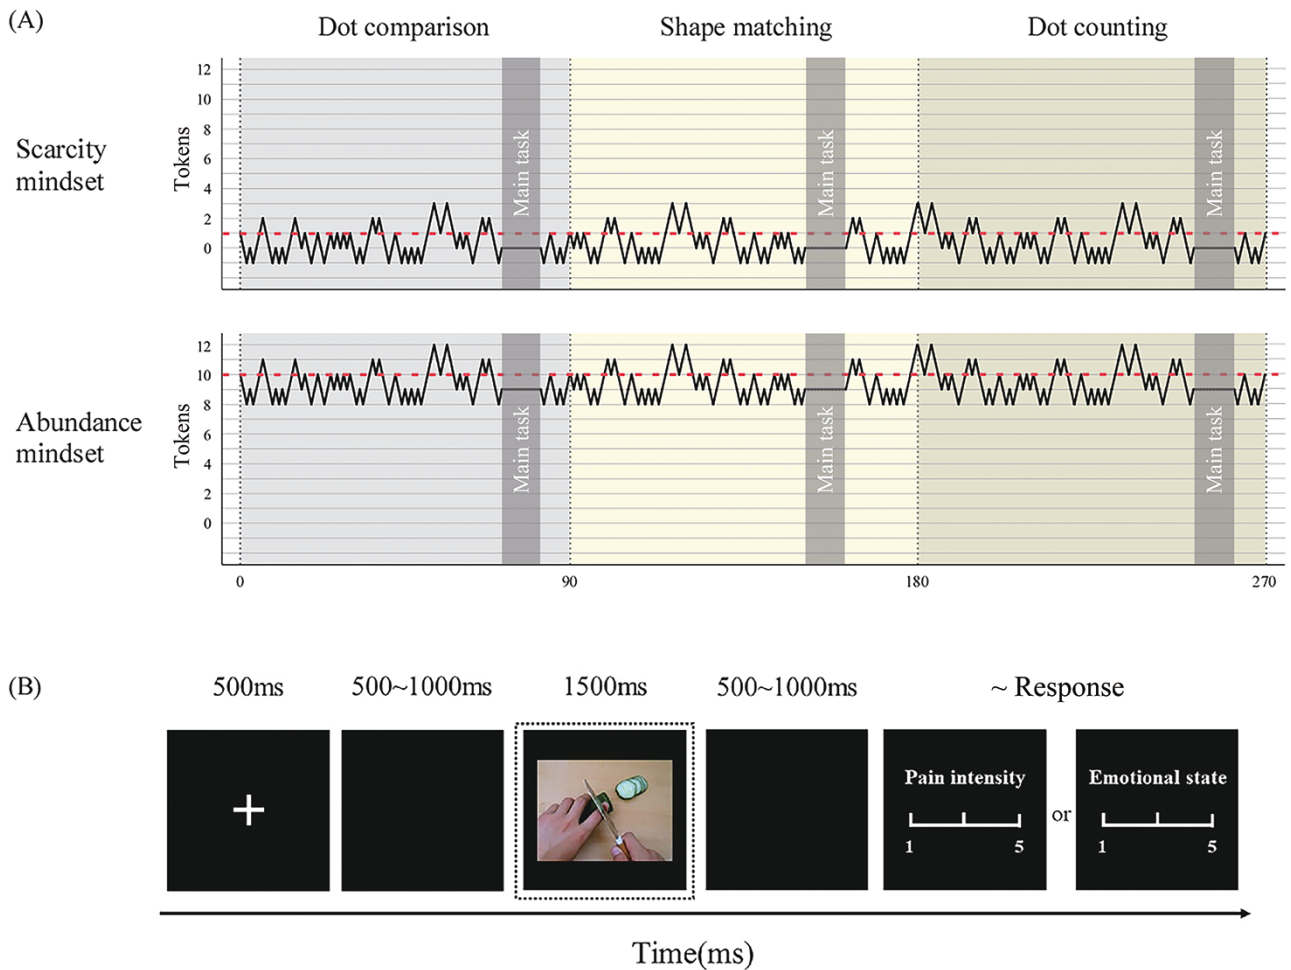 (A)
Dot comparison
Shape matching
Dot counting
Scarcity
mindset
Tokens
12
10
8
6
4
2
0
Main task
Main task
Main task
Abundance
mindset
Tokens
12
10
8
6
4
2
0
Main task
Main task
Main task
0
90
180
270
(B)
500ms
500~1000ms
1500ms
500~1000ms
~ Response
Pain intensity
1
5
or
Emotional state
1
5
Time(ms)